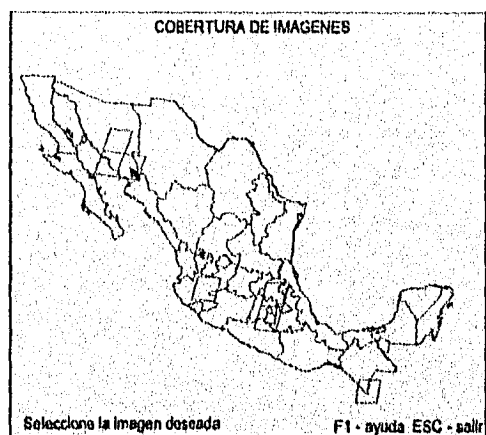 COBERTURA DE IMAGENES
Seleccione la imagen deseada F1 - ayuda ESC - salir